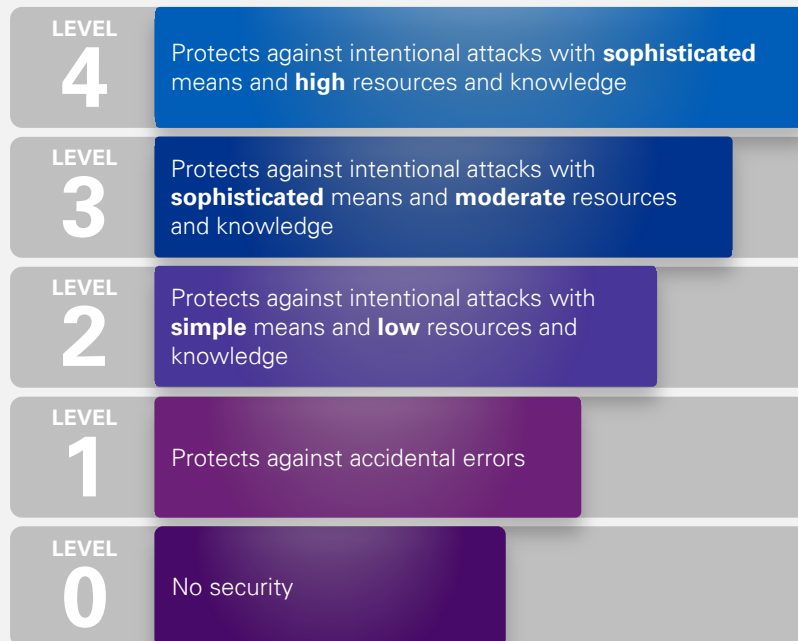 LEVEL
4
Protects against intentional attacks with sophisticated
means and high resources and knowledge
LEVEL
3
Protects against intentional attacks with
sophisticated means and moderate resources
and knowledge
LEVEL
2
Protects against intentional attacks with
simple means and low resources and
knowledge
LEVEL
1
Protects against accidental errors
LEVEL
0
No security